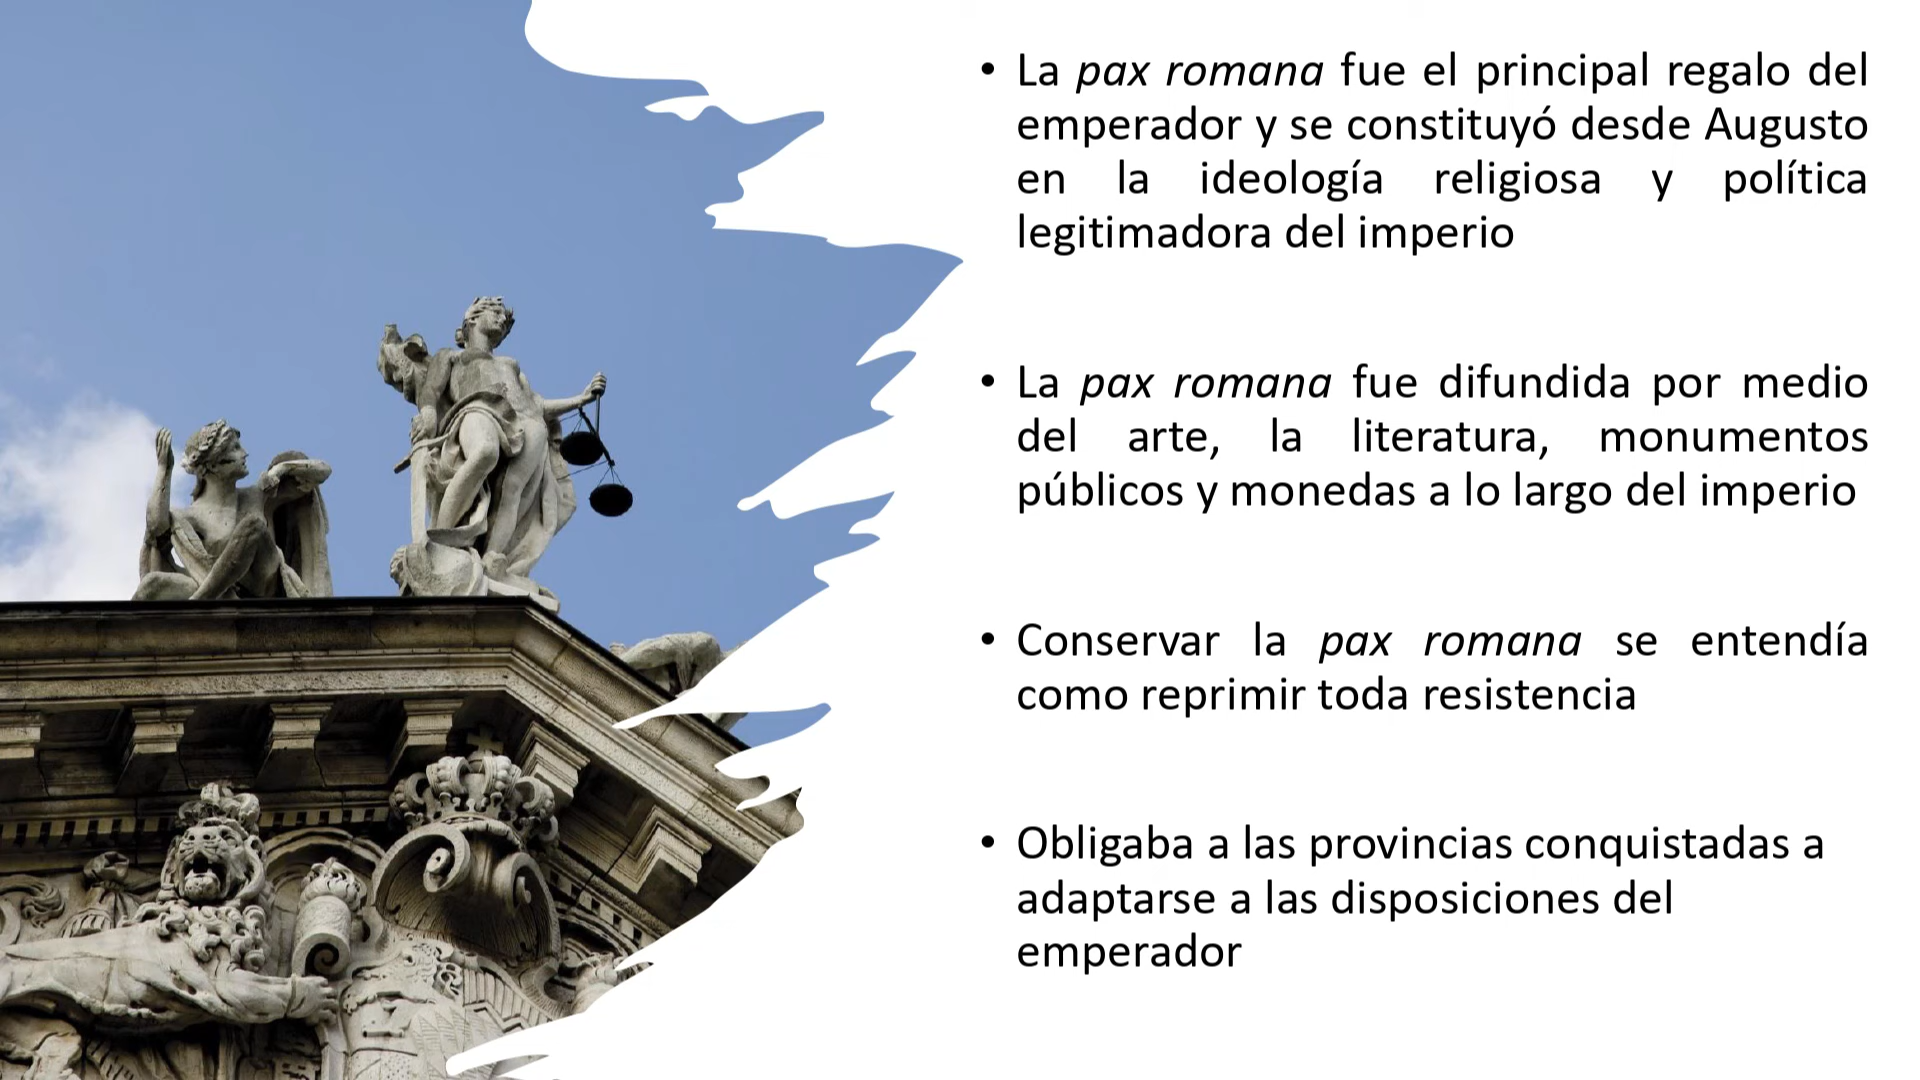 • La pax romana fue el principal regalo del
emperador y se constituyó desde Augusto
en la ideología religiosa y política
legitimadora del imperio
• La pax romana fue difundida por medio
del arte, la literatura, monumentos
públicos y monedas a lo largo del imperio
• Conservar la pax romana se entendía
como reprimir toda resistencia
• Obligaba a las provincias conquistadas a
adaptarse a las disposiciones del
emperador